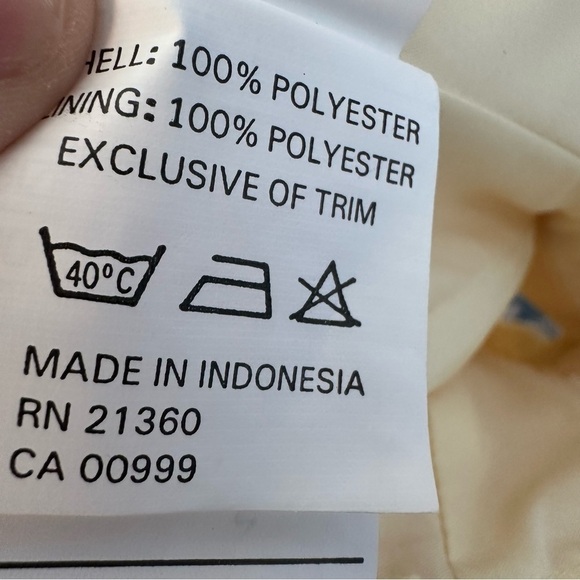 HELL: 100% POLYESTER
INING: 100% POLYESTER
EXCLUSIVE OF TRIM
40°C
MADE IN INDONESIA
RN 21360
CA 00999